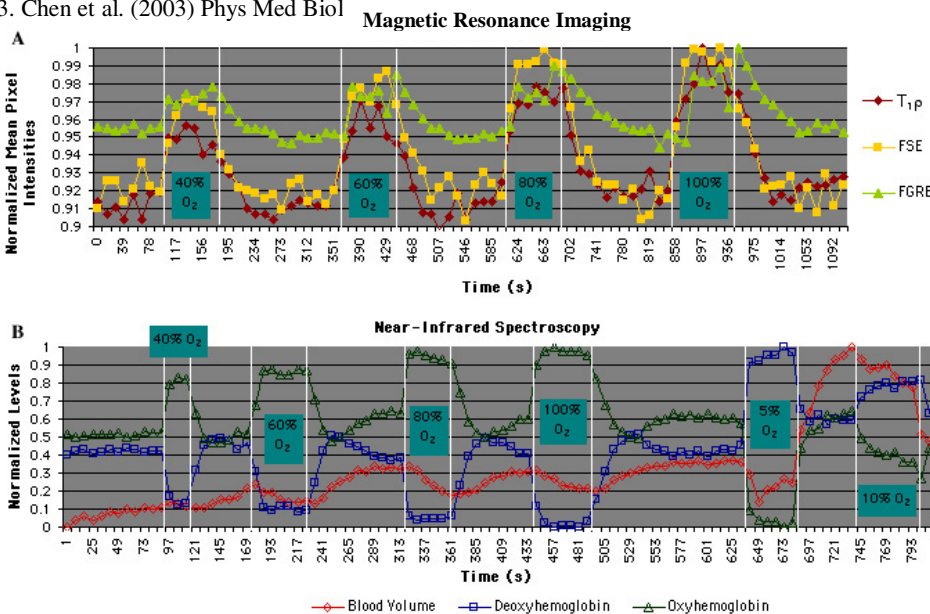 3. Chen et al. (2003) Phys Med Biol
Magnetic Resonance Imaging
A
Normalized Mean Pixel Intensities
1
0.99
0.98
0.97
0.96
0.95
0.94
0.93
0.92
0.91
0.9
40% O₂
60% O₂
80% O₂
100% O₂
0 39 78 117 156 195 234 273 312 351 390 429 468 507 546 585 624 663 702 741 780 819 858 897 936 975 1014 1053 1092
Time (s)
T₁ρ
FSE
FGRE
B
Near-Infrared Spectroscopy
Normalized Levels
1
0.9
0.8
0.7
0.6
0.5
0.4
0.3
0.2
0.1
0
40% O₂
60% O₂
80% O₂
100% O₂
5% O₂
10% O₂
1 25 49 73 97 121 145 169 193 217 241 265 289 313 337 361 385 409 433 457 481 505 529 553 577 601 625 649 673 697 721 745 769 793
Time (s)
Blood Volume Deoxyhemoglobin Oxyhemoglobin